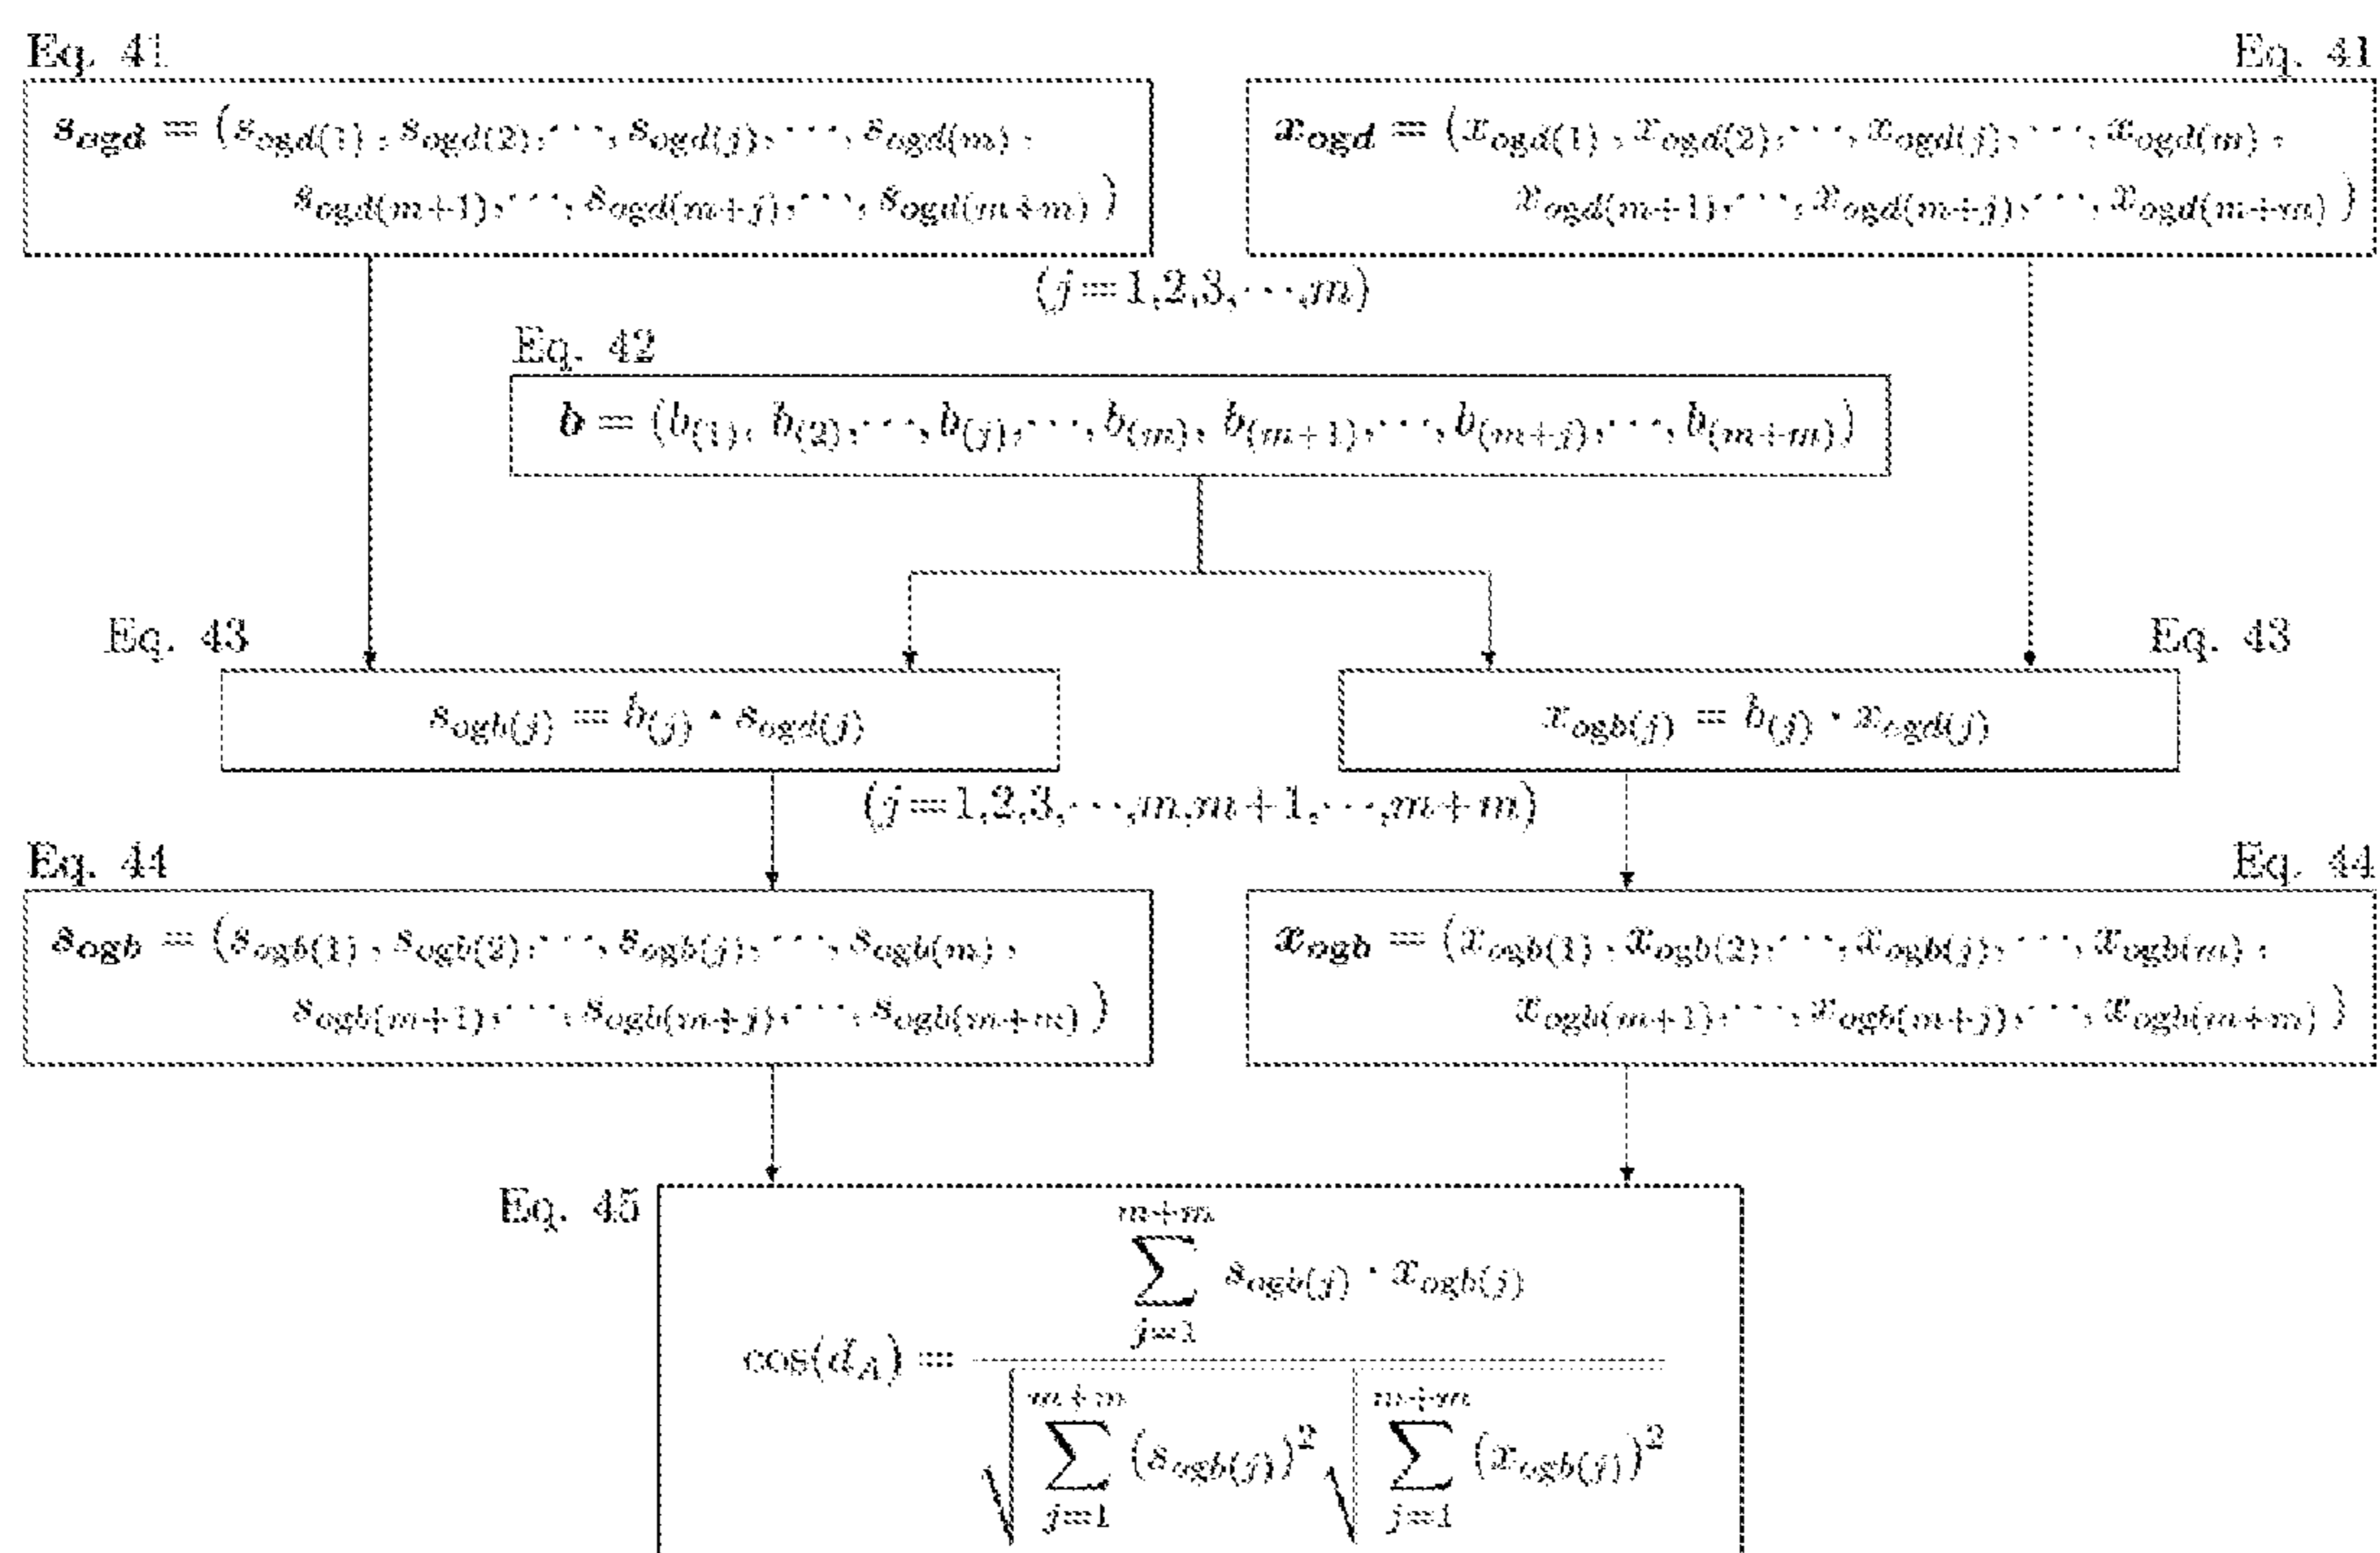 Eq. 41
Eq. 41
s_ogd = (s_ogd(1), s_ogd(2), ···, s_ogd(j), ···, s_ogd(m),
s_ogd(m+1), ···, s_ogd(m+j), ···, s_ogd(m+m))
x_ogd = (x_ogd(1), x_ogd(2), ···, x_ogd(j), ···, x_ogd(m),
x_ogd(m+1), ···, x_ogd(m+j), ···, x_ogd(m+m))
(j=1,2,3,···,m)
Eq. 42
b = (b_(1), b_(2), ···, b_(j), ···, b_(m), b_(m+1), ···, b_(m+j), ···, b_(m+m))
Eq. 43
Eq. 43
s_ogb(j) = b_(j) · s_ogd(j)
x_ogb(j) = b_(j) · x_ogd(j)
(j=1,2,3,···,m,m+1,···,m+m)
Eq. 44
Eq. 44
s_ogb = (s_ogb(1), s_ogb(2), ···, s_ogb(j), ···, s_ogb(m),
s_ogb(m+1), ···, s_ogb(m+j), ···, s_ogb(m+m))
x_ogb = (x_ogb(1), x_ogb(2), ···, x_ogb(j), ···, x_ogb(m),
x_ogb(m+1), ···, x_ogb(m+j), ···, x_ogb(m+m))
Eq. 45
m+m
∑ s_ogb(j) · x_ogb(j)
j=1
cos(d_A) =
m+m m+m
√ ∑ (s_ogb(j))² √ ∑ (x_ogb(j))²
j=1 j=1